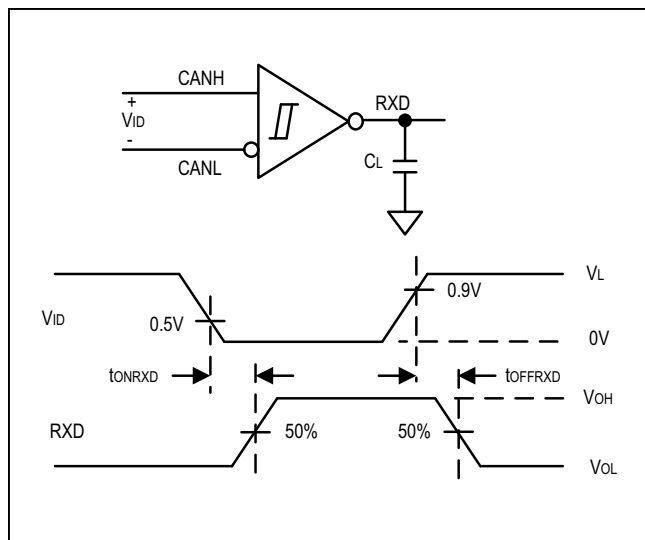 CANH
+
VID
-
CANL
RXD
CL
VL
0.9V
VID
0.5V
0V
tONRXD
tOFFRXD
VOH
RXD
50%
50%
VOL